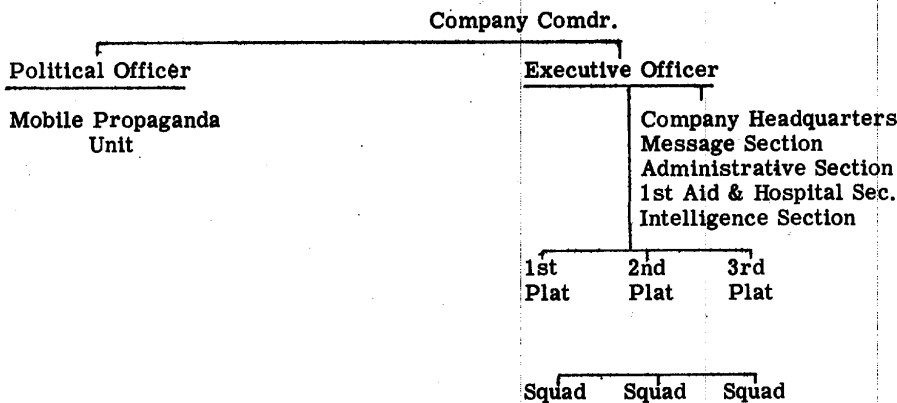 Company Comdr.
Political Officer
Executive Officer
Mobile Propaganda
Unit
Company Headquarters
Message Section
Administrative Section
1st Aid & Hospital Sec.
Intelligence Section
1st 2nd 3rd
Plat Plat Plat
Squad Squad Squad